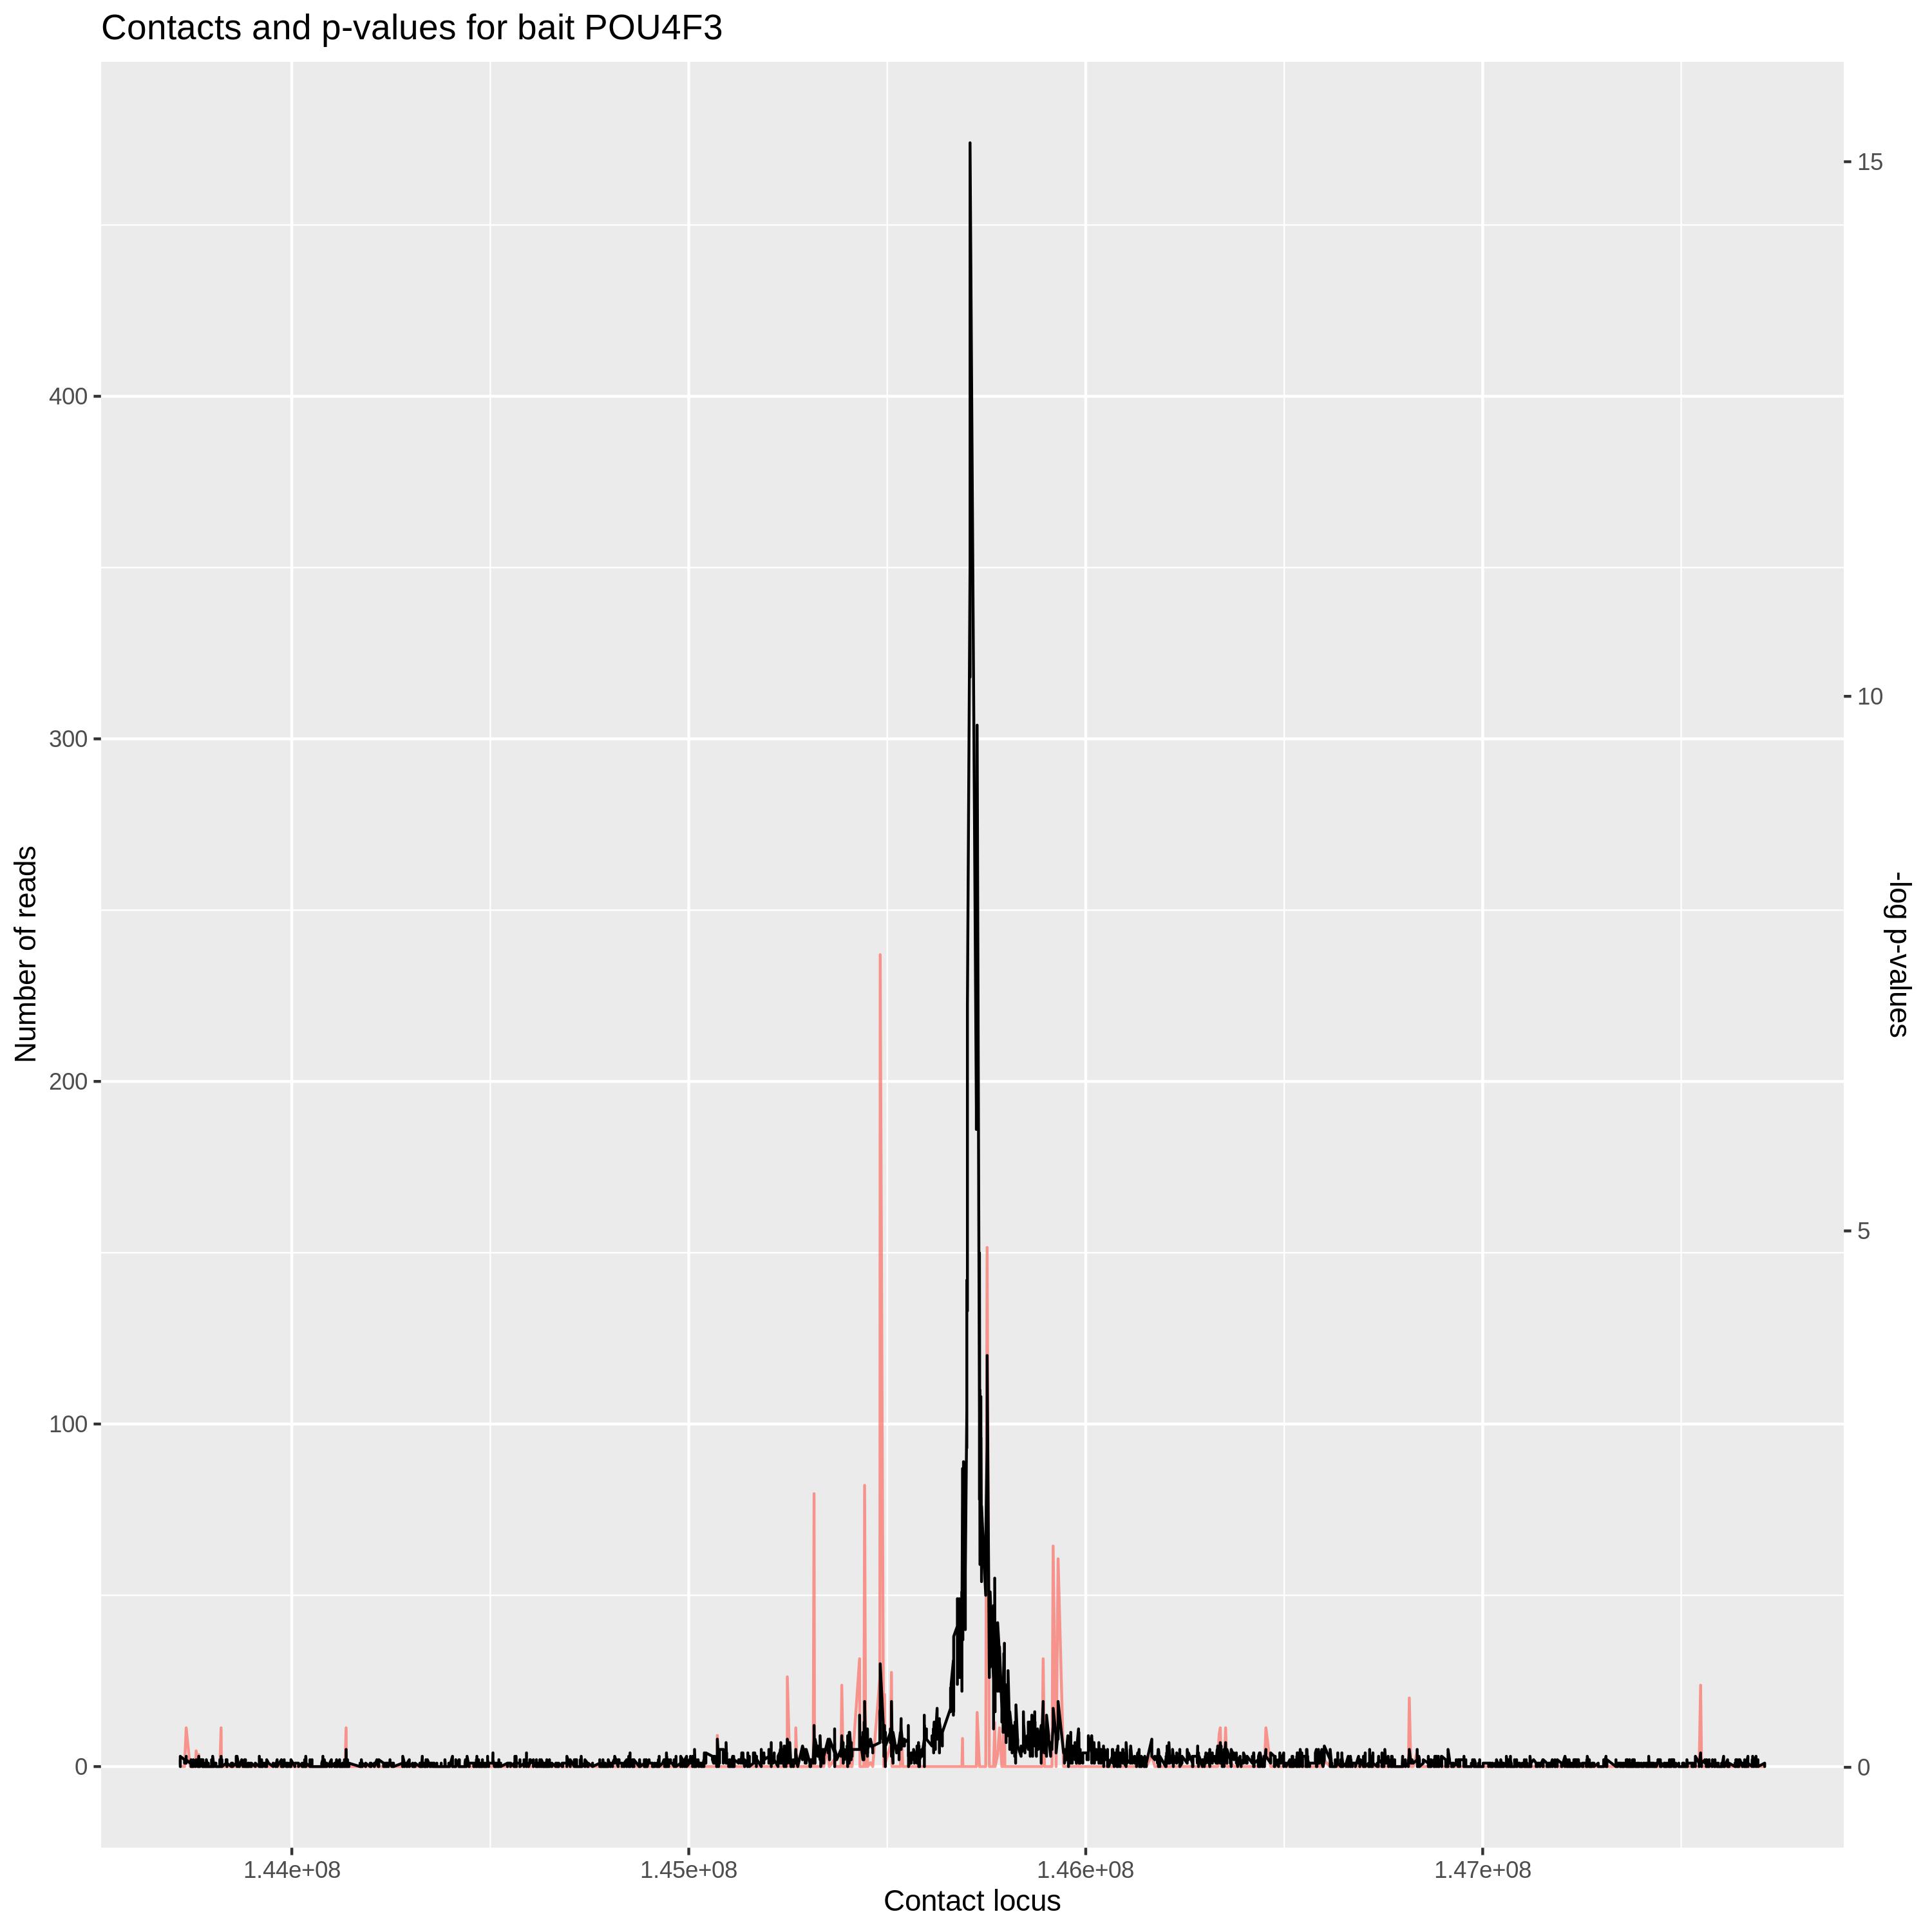 Contacts and p-values for bait POU4F3
Number of reads
400
300
200
100
0
15
10
5
0
-log p-values
1.44e+08
1.45e+08
1.46e+08
1.47e+08
Contact locus